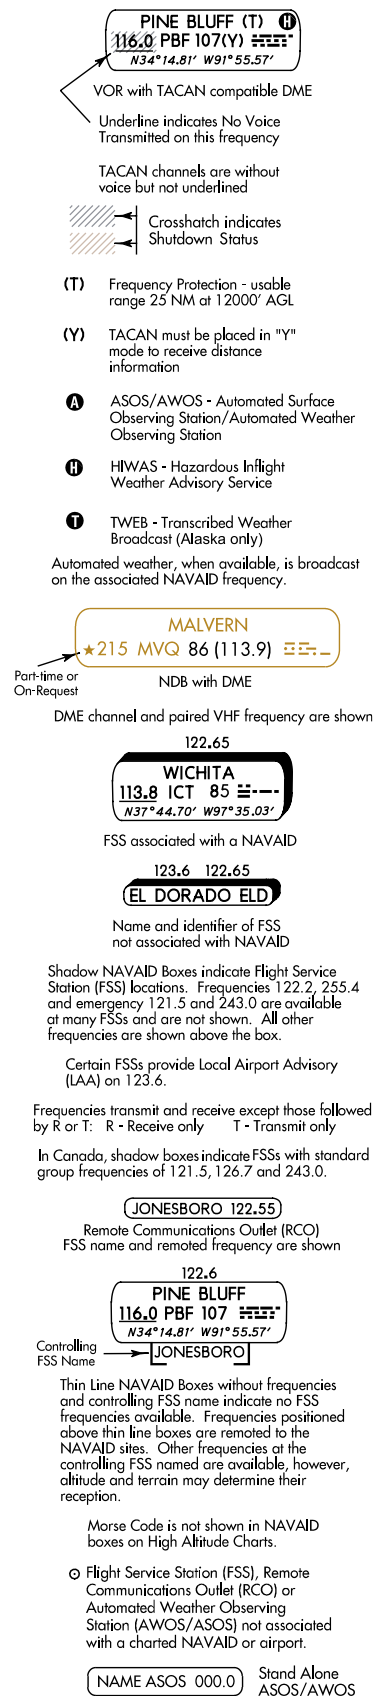 PINE BLUFF (T) H
116.0 PBF 107(Y)
N34°14.81' W91°55.57'
VOR with TACAN compatible DME
Underline indicates No Voice
Transmitted on this frequency
TACAN channels are without
voice but not underlined
Crosshatch indicates
Shutdown Status
(T) Frequency Protection - usable
range 25 NM at 12000' AGL
(Y) TACAN must be placed in "Y"
mode to receive distance
information
A ASOS/AWOS - Automated Surface
Observing Station/Automated Weather
Observing Station
H HIWAS - Hazardous Inflight
Weather Advisory Service
T TWEB - Transcribed Weather
Broadcast (Alaska only)
Automated weather, when available, is broadcast
on the associated NAVAID frequency.
MALVERN
★215 MVQ 86 (113.9)
Part-time or
On-Request
NDB with DME
DME channel and paired VHF frequency are shown
122.65
WICHITA
113.8 ICT 85
N37°44.70' W97°35.03'
FSS associated with a NAVAID
123.6 122.65
EL DORADO ELD
Name and identifier of FSS
not associated with NAVAID
Shadow NAVAID Boxes indicate Flight Service
Station (FSS) locations. Frequencies 122.2, 255.4
and emergency 121.5 and 243.0 are available
at many FSSs and are not shown. All other
frequencies are shown above the box.
Certain FSSs provide Local Airport Advisory
(LAA) on 123.6.
Frequencies transmit and receive except those followed
by R or T: R - Receive only T - Transmit only
In Canada, shadow boxes indicate FSSs with standard
group frequencies of 121.5, 126.7 and 243.0.
JONESBORO 122.55
Remote Communications Outlet (RCO)
FSS name and remoted frequency are shown
122.6
PINE BLUFF
116.0 PBF 107
N34°14.81' W91°55.57'
Controlling
FSS Name
JONESBORO
Thin Line NAVAID Boxes without frequencies
and controlling FSS name indicate no FSS
frequencies available. Frequencies positioned
above thin line boxes are remoted to the
NAVAID sites. Other frequencies at the
controlling FSS named are available, however,
altitude and terrain may determine their
reception.
Morse Code is not shown in NAVAID
boxes on High Altitude Charts.
Flight Service Station (FSS), Remote
Communications Outlet (RCO) or
Automated Weather Observing
Station (AWOS/ASOS) not associated
with a charted NAVAID or airport.
NAME ASOS 000.0
Stand Alone
ASOS/AWOS